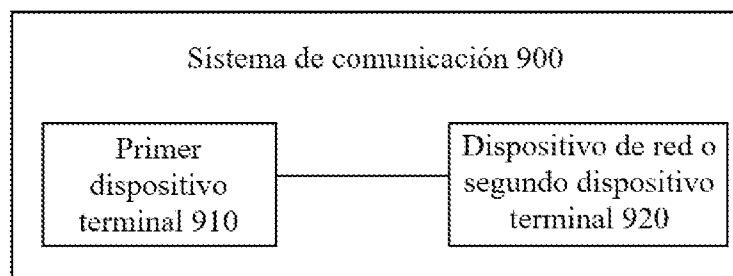 Sistema de comunicación 900
Primer
dispositivo
terminal 910
Dispositivo de red o
segundo dispositivo
terminal 920